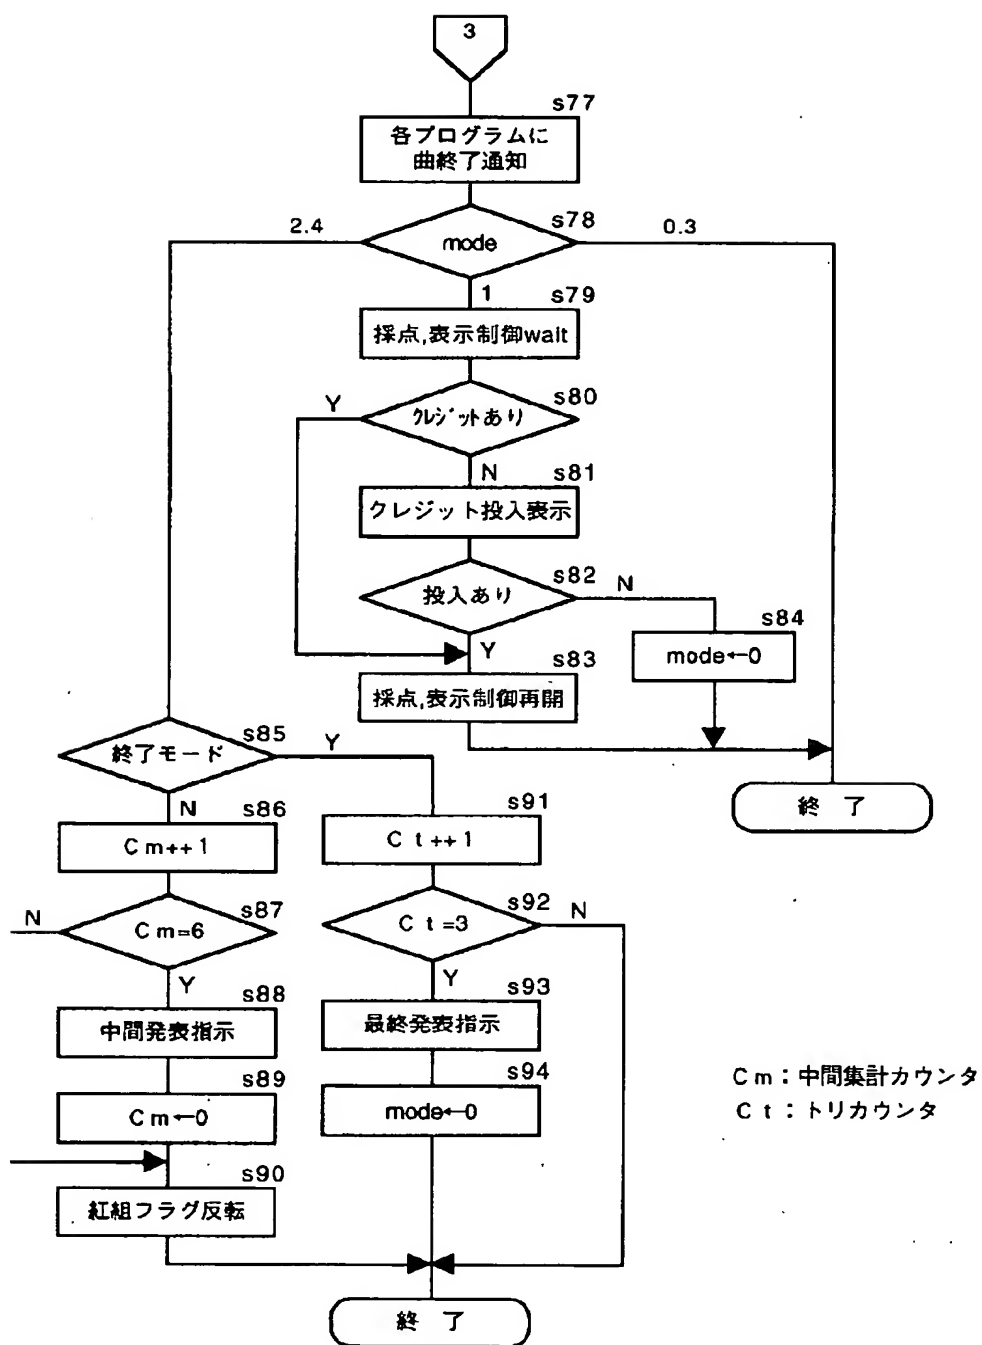 3
s77
各プログラムに
曲終了通知
s78
2.4
mode
0.3
1
s79
採点,表示制御wait
s80
Y
クレジットあり
N
s81
クレジット投入表示
s82
投入あり
N
s84
mode←0
Y
s83
採点,表示制御再開
終 了
s85
終了モード
Y
N
s86
Cm++1
s91
Ct++1
s87
N
Cm=6
s92
Ct=3
N
Y
s88
中間発表指示
Y
s93
最終発表指示
s89
Cm←0
s94
mode←0
s90
紅組フラグ反転
終 了
Cm：中間集計カウンタ
Ct：トリカウンタ